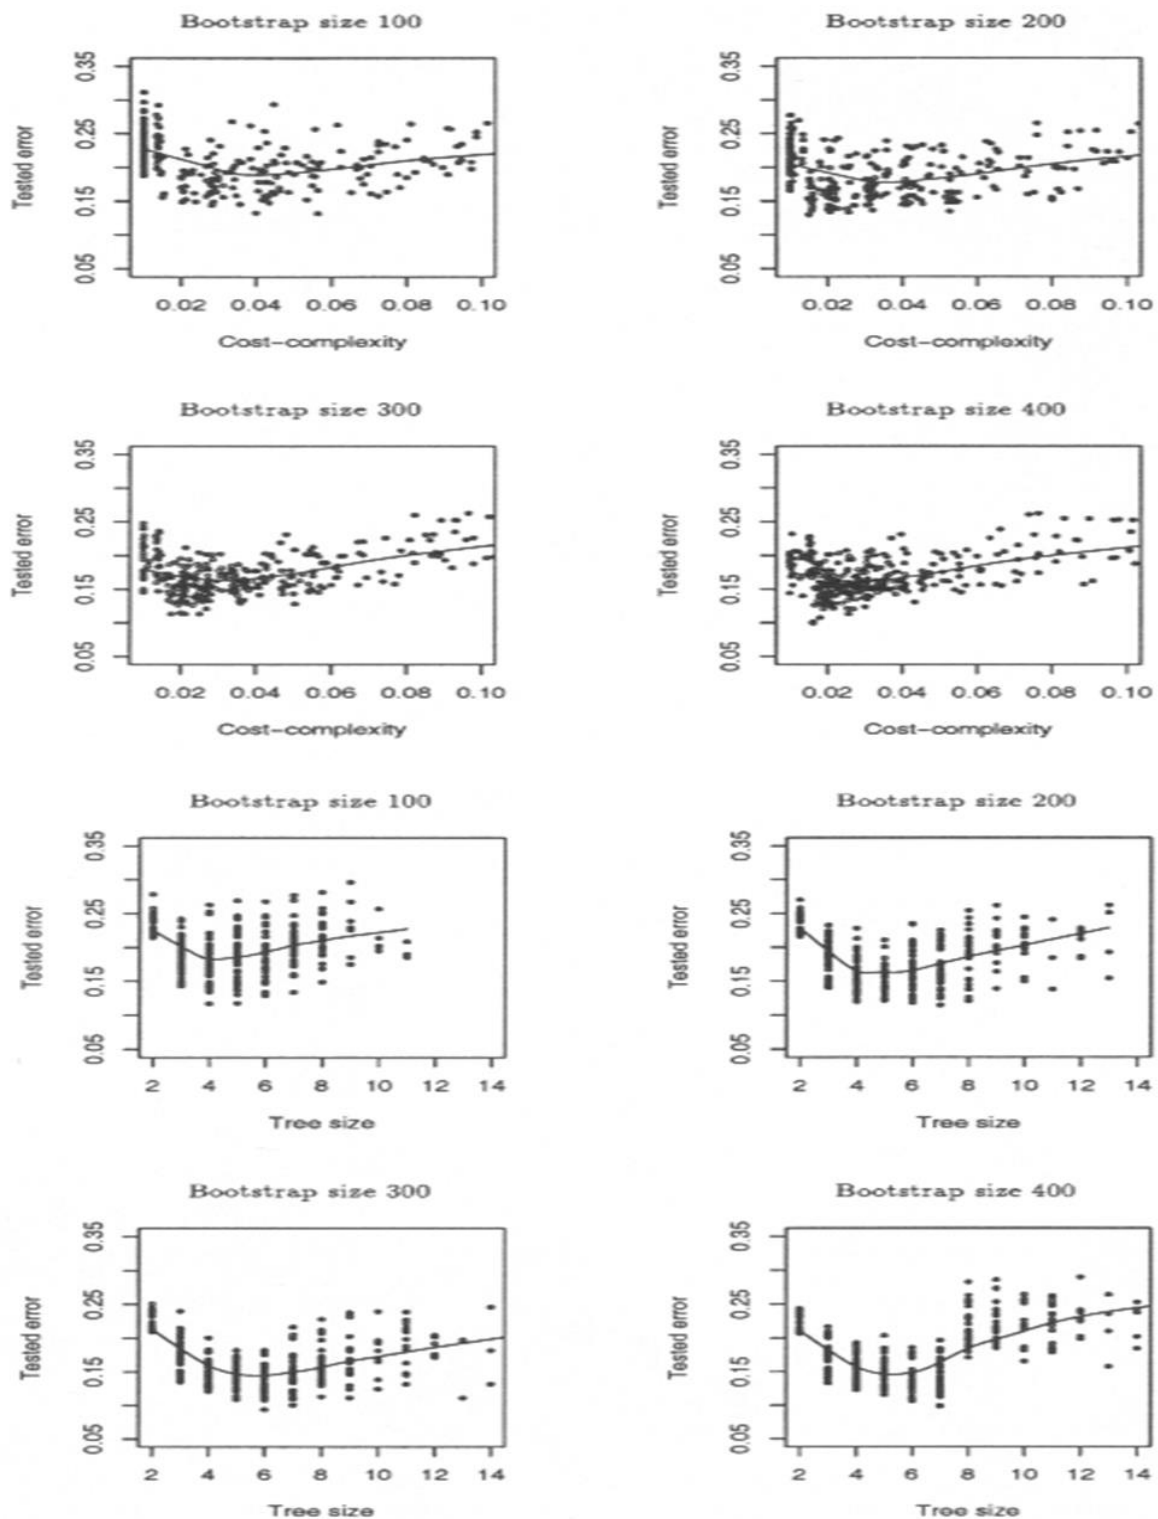 Bootstrap size 100
Tested error
0.35
0.25
0.15
0.05
0.02 0.04 0.06 0.08 0.10
Cost-complexity
Bootstrap size 200
Tested error
0.35
0.25
0.15
0.05
0.02 0.04 0.06 0.08 0.10
Cost-complexity
Bootstrap size 300
Tested error
0.35
0.25
0.15
0.05
0.02 0.04 0.06 0.08 0.10
Cost-complexity
Bootstrap size 400
Tested error
0.35
0.25
0.15
0.05
0.02 0.04 0.06 0.08 0.10
Cost-complexity
Bootstrap size 100
Tested error
0.35
0.25
0.15
0.05
2 4 6 8 10 12 14
Tree size
Bootstrap size 200
Tested error
0.35
0.25
0.15
0.05
2 4 6 8 10 12 14
Tree size
Bootstrap size 300
Tested error
0.35
0.25
0.15
0.05
2 4 6 8 10 12 14
Tree size
Bootstrap size 400
Tested error
0.35
0.25
0.15
0.05
2 4 6 8 10 12 14
Tree size